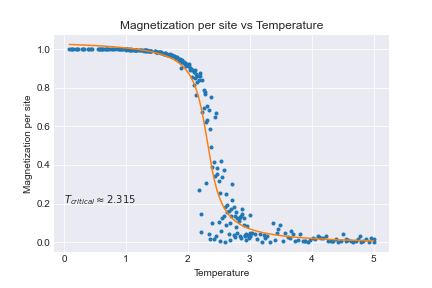 Magnetization per site vs Temperature
Magnetization per site
1.0
0.8
0.6
0.4
0.2
0.0
T_critical ≈ 2.315
0 1 2 3 4 5
Temperature